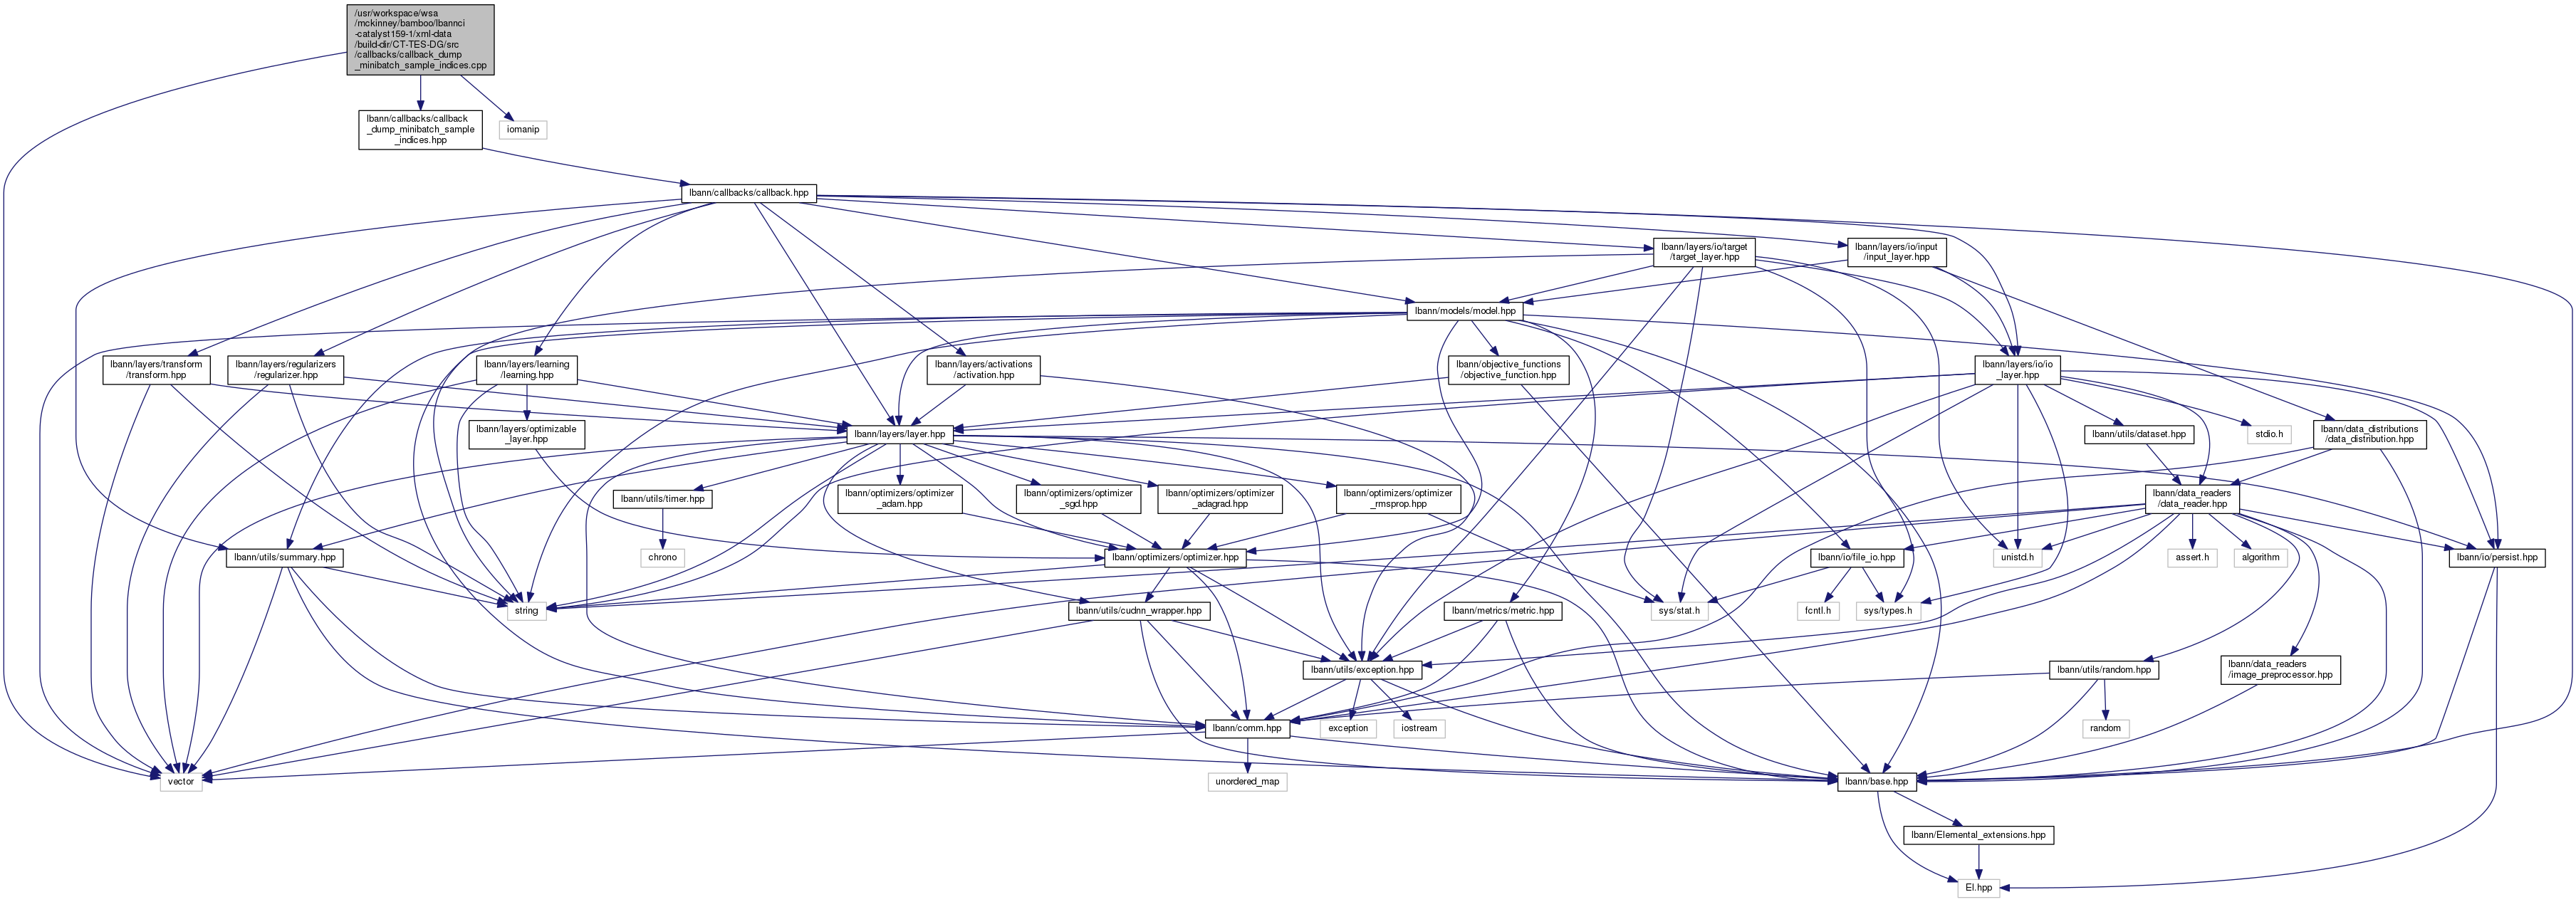 /usr/workspace/wsa
/mckinney/bamboo/lbannci
-catalyst159-1/xml-data
/build-dir/CT-TES-DG/src
/callbacks/callback_dump
_minibatch_sample_indices.cpp
lbann/callbacks/callback
_dump_minibatch_sample
_indices.hpp
iomanip
lbann/callbacks/callback.hpp
lbann/layers/io/target
/target_layer.hpp
lbann/layers/io/input
/input_layer.hpp
lbann/models/model.hpp
lbann/layers/transform
/transform.hpp
lbann/layers/regularizers
/regularizer.hpp
lbann/layers/learning
/learning.hpp
lbann/layers/activations
/activation.hpp
lbann/objective_functions
/objective_function.hpp
lbann/layers/io/io
_layer.hpp
lbann/layers/optimizable
_layer.hpp
lbann/layers/layer.hpp
lbann/utils/dataset.hpp
stdio.h
lbann/data_distributions
/data_distribution.hpp
lbann/utils/timer.hpp
lbann/optimizers/optimizer
_adam.hpp
lbann/optimizers/optimizer
_sgd.hpp
lbann/optimizers/optimizer
_adagrad.hpp
lbann/optimizers/optimizer
_rmsprop.hpp
lbann/data_readers
/data_reader.hpp
lbann/utils/summary.hpp
chrono
lbann/optimizers/optimizer.hpp
lbann/io/file_io.hpp
unistd.h
assert.h
algorithm
lbann/io/persist.hpp
string
lbann/utils/cudnn_wrapper.hpp
lbann/metrics/metric.hpp
sys/stat.h
fcntl.h
sys/types.h
lbann/utils/exception.hpp
lbann/utils/random.hpp
lbann/data_readers
/image_preprocessor.hpp
lbann/comm.hpp
exception
iostream
random
vector
unordered_map
lbann/base.hpp
lbann/Elemental_extensions.hpp
El.hpp